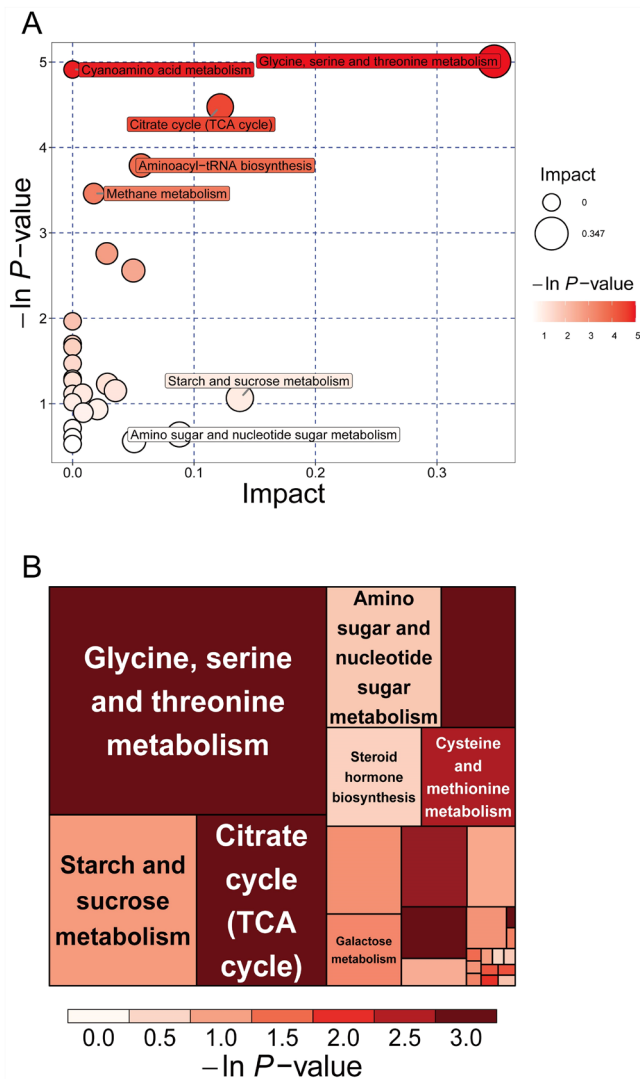 A
Cyanoamino acid metabolism
Glycine, serine and threonine metabolism
Citrate cycle (TCA cycle)
Aminoacyl−tRNA biosynthesis
Methane metabolism
Starch and sucrose metabolism
Amino sugar and nucleotide sugar metabolism
5
4
3
2
1
−ln P−value
0.0
0.1
0.2
0.3
Impact
Impact
0
0.347
−ln P−value
1 2 3 4 5
B
Glycine, serine
and threonine
metabolism
Amino
sugar and
nucleotide
sugar
metabolism
Steroid
hormone
biosynthesis
Cysteine
and
methionine
metabolism
Starch and
sucrose
metabolism
Citrate
cycle
(TCA
cycle)
Galactose
metabolism
0.0 0.5 1.0 1.5 2.0 2.5 3.0
−ln P−value